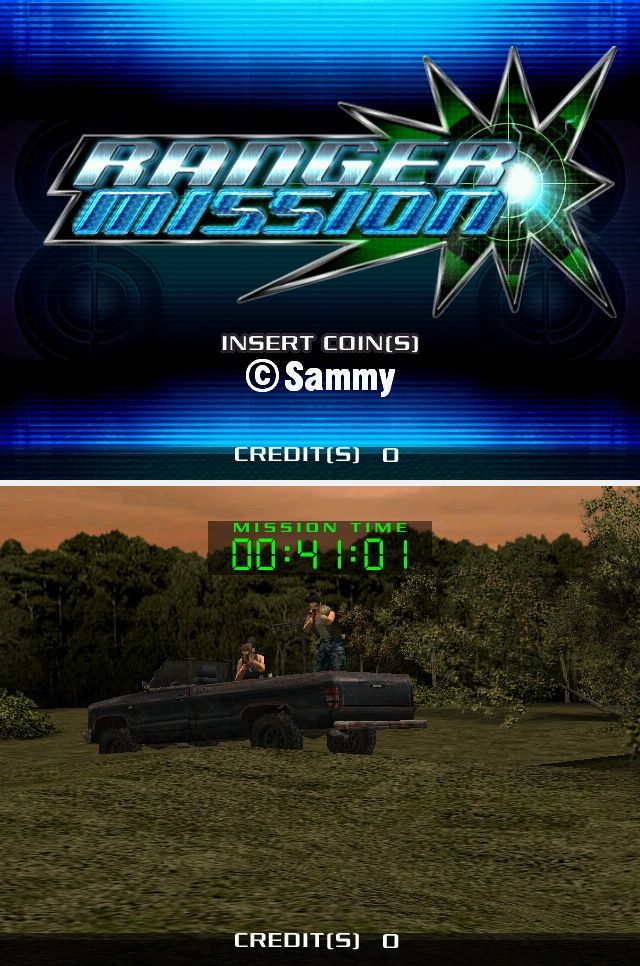 RANGER
MISSION
INSERT COIN(S)
© Sammy
CREDIT(S) 0
MISSION TIME
00:41:01
CREDIT(S) 0